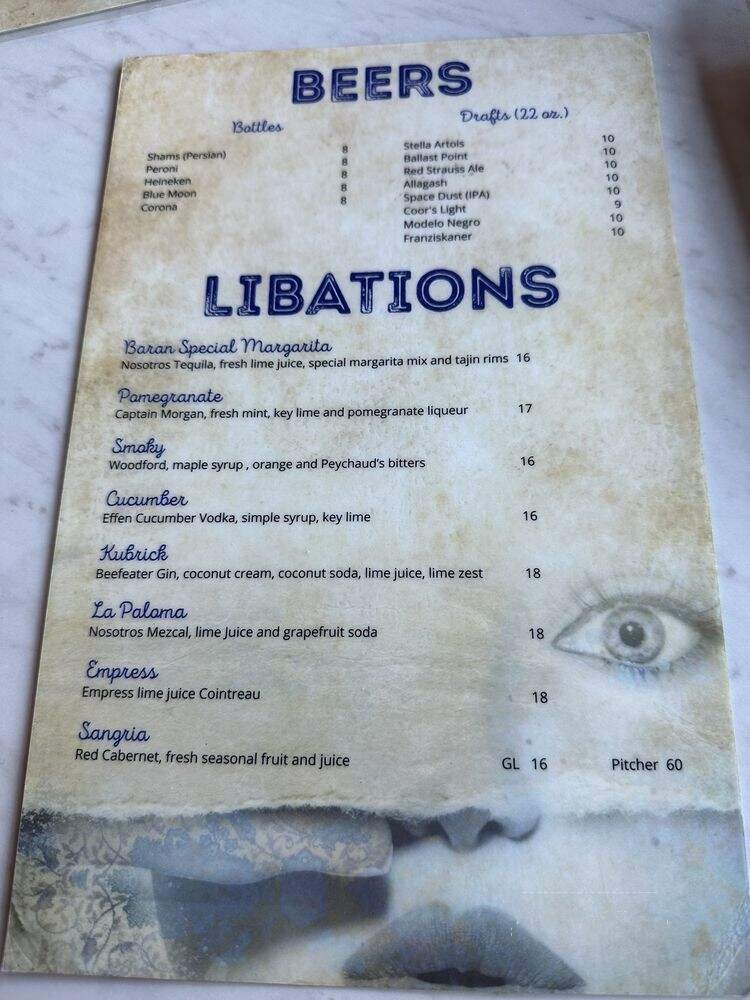 BEERS
Bottles
Shams (Persian) 8
Peroni 8
Heineken 8
Blue Moon 8
Corona 8
Drafts (22 oz.)
Stella Artois 10
Ballast Point 10
Red Strauss Ale 10
Allagash 10
Space Dust (IPA) 10
Coor's Light 9
Modelo Negro 10
Franziskaner 10
LIBATIONS
Baran Special Margarita
Nosotros Tequila, fresh lime juice, special margarita mix and tajin rims 16
Pomegranate
Captain Morgan, fresh mint, key lime and pomegranate liqueur 17
Smoky
Woodford, maple syrup , orange and Peychaud's bitters 16
Cucumber
Effen Cucumber Vodka, simple syrup, key lime 16
Kubrick
Beefeater Gin, coconut cream, coconut soda, lime juice, lime zest 18
La Paloma
Nosotros Mezcal, lime Juice and grapefruit soda 18
Empress
Empress lime juice Cointreau 18
Sangria
Red Cabernet, fresh seasonal fruit and juice GL 16 Pitcher 60